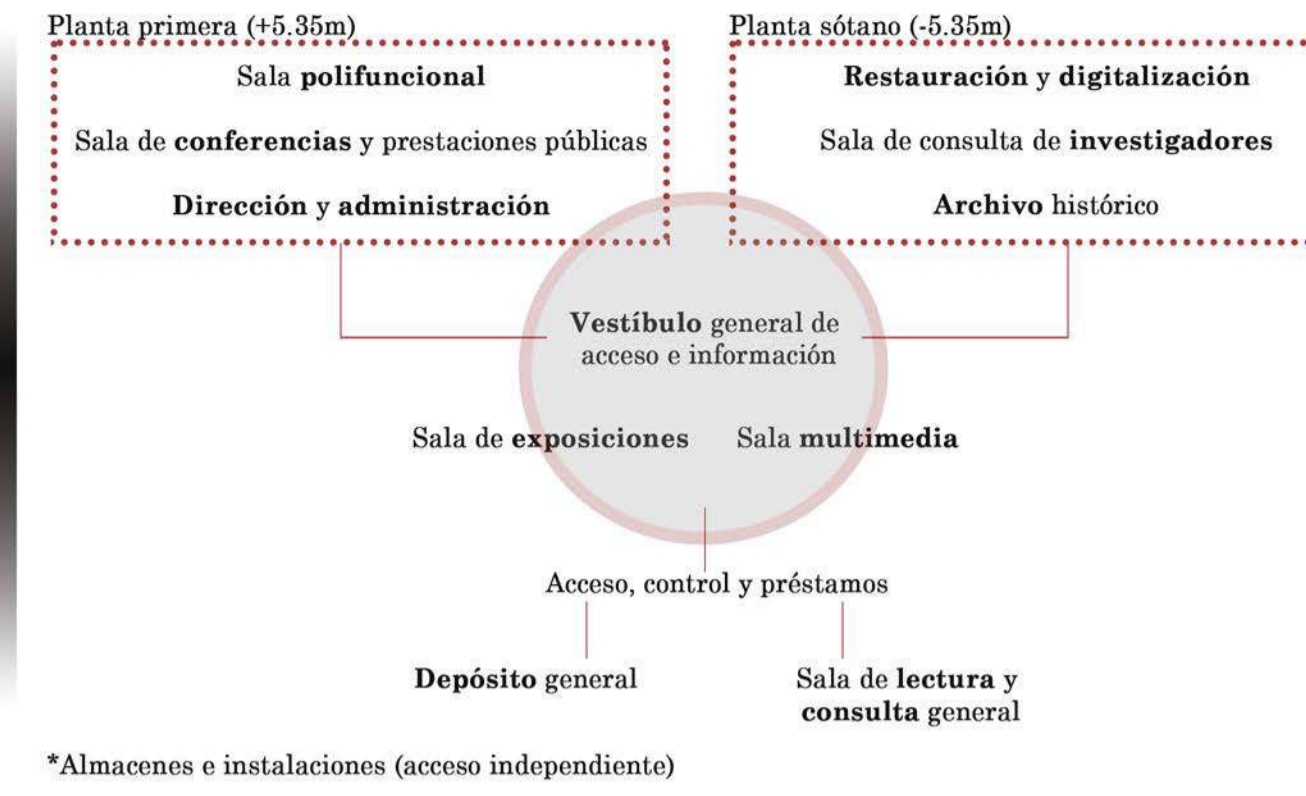 Planta primera (+5.35m)
Sala polifuncional
Sala de conferencias y prestaciones públicas
Dirección y administración
Planta sótano (-5.35m)
Restauración y digitalización
Sala de consulta de investigadores
Archivo histórico
Vestíbulo general de
acceso e información
Sala de exposiciones
Sala multimedia
Acceso, control y préstamos
Depósito general
Sala de lectura y
consulta general
*Almacenes e instalaciones (acceso independiente)